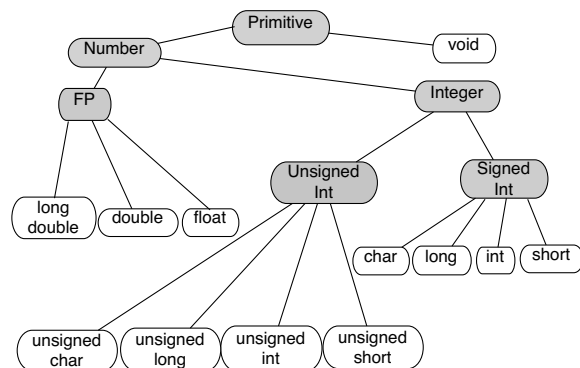 Primitive
Number
void
FP
Integer
Unsigned
Int
Signed
Int
long
double
double
float
char
long
int
short
unsigned
char
unsigned
long
unsigned
int
unsigned
short